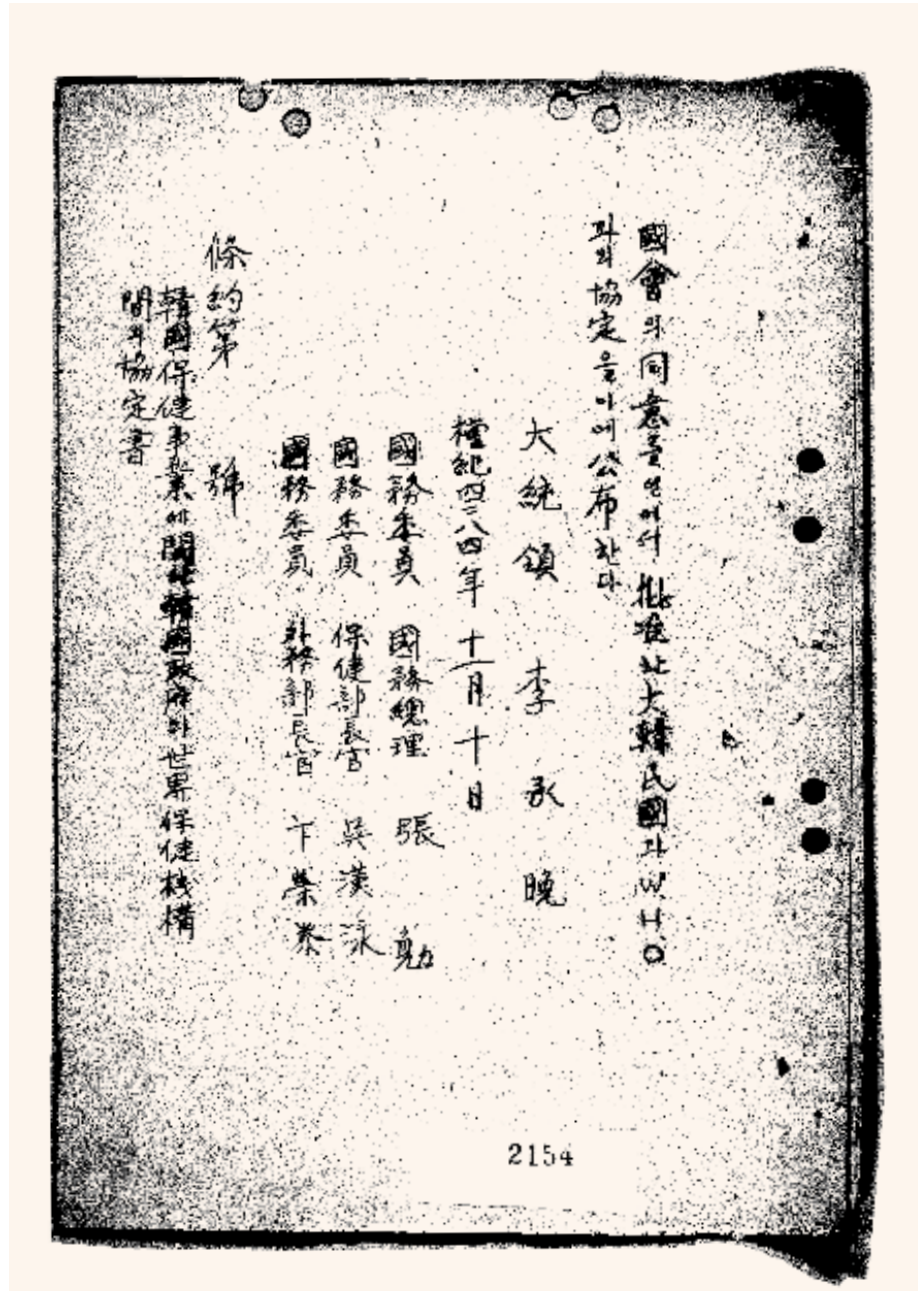 國會의同意를얻어서 批准한大韓民國과W.H.O
과의協定을이에公布한다
大統領 李承晩
檀紀四二八四年 十一月 十日
國務委員 國務總理 張勉
國務委員 保健部長官 吳漢泳
國務委員 外務部長官 卞榮泰
條約第 號
韓國保健事業에關한韓國政府와世界保健機構
間의協定書
2154